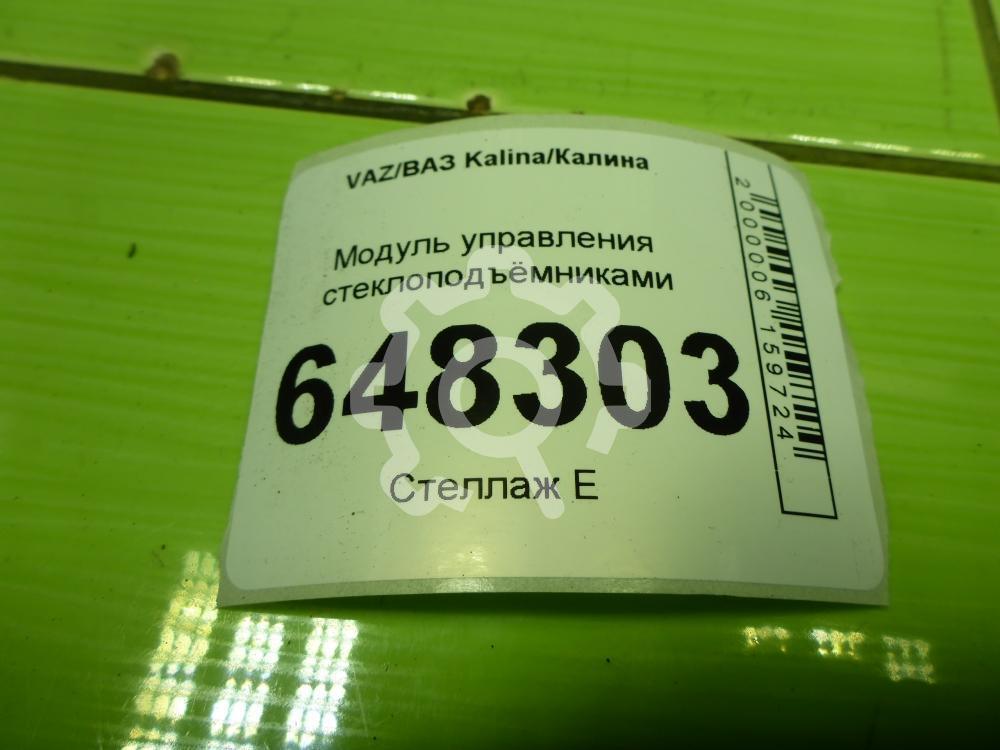 VAZ/ВАЗ Kalina/Калина
Модуль управления
стеклоподъёмниками
648303
Стеллаж Е
2000006159724